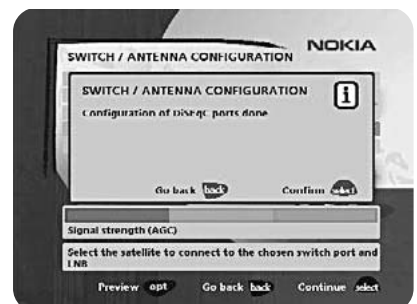 NOKIA
SWITCH / ANTENNA CONFIGURATION
SWITCH / ANTENNA CONFIGURATION
i
Configuration of DiSEqC ports done
Go back back
Confirm select
Signal strength (AGC)
Select the satellite to connect to the chosen switch port and
LNB
Preview opt Go back back Continue select